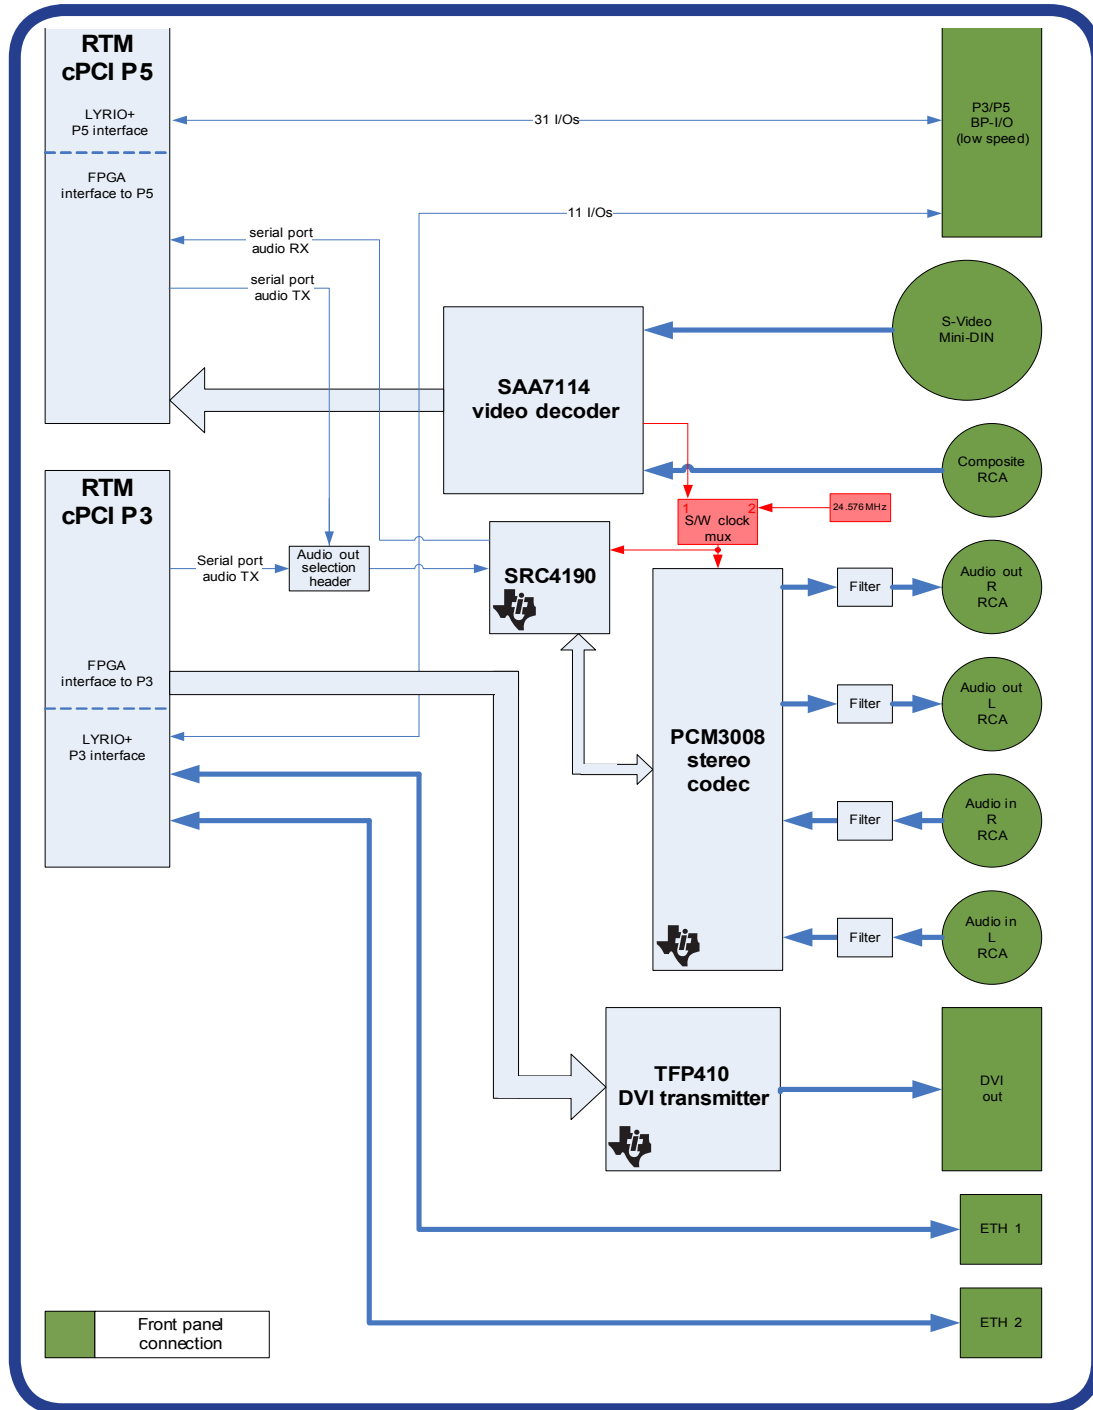 RTM
cPCI P5
LYRIO+
P5 interface
FPGA
interface to P5
31 I/Os
11 I/Os
P3/P5
BP-I/O
(low speed)
serial port
audio RX
serial port
audio TX
S-Video
Mini-DIN
SAA7114
video decoder
Composite
RCA
RTM
cPCI P3
1
2
S/W clock
mux
24.576 MHz
Serial port
audio TX
Audio out
selection
header
SRC4190
Filter
Audio out
R
RCA
FPGA
interface to P3
LYRIO+
P3 interface
Filter
Audio out
L
RCA
PCM3008
stereo
codec
Filter
Audio in
R
RCA
Filter
Audio in
L
RCA
TFP410
DVI transmitter
DVI
out
ETH 1
ETH 2
Front panel
connection